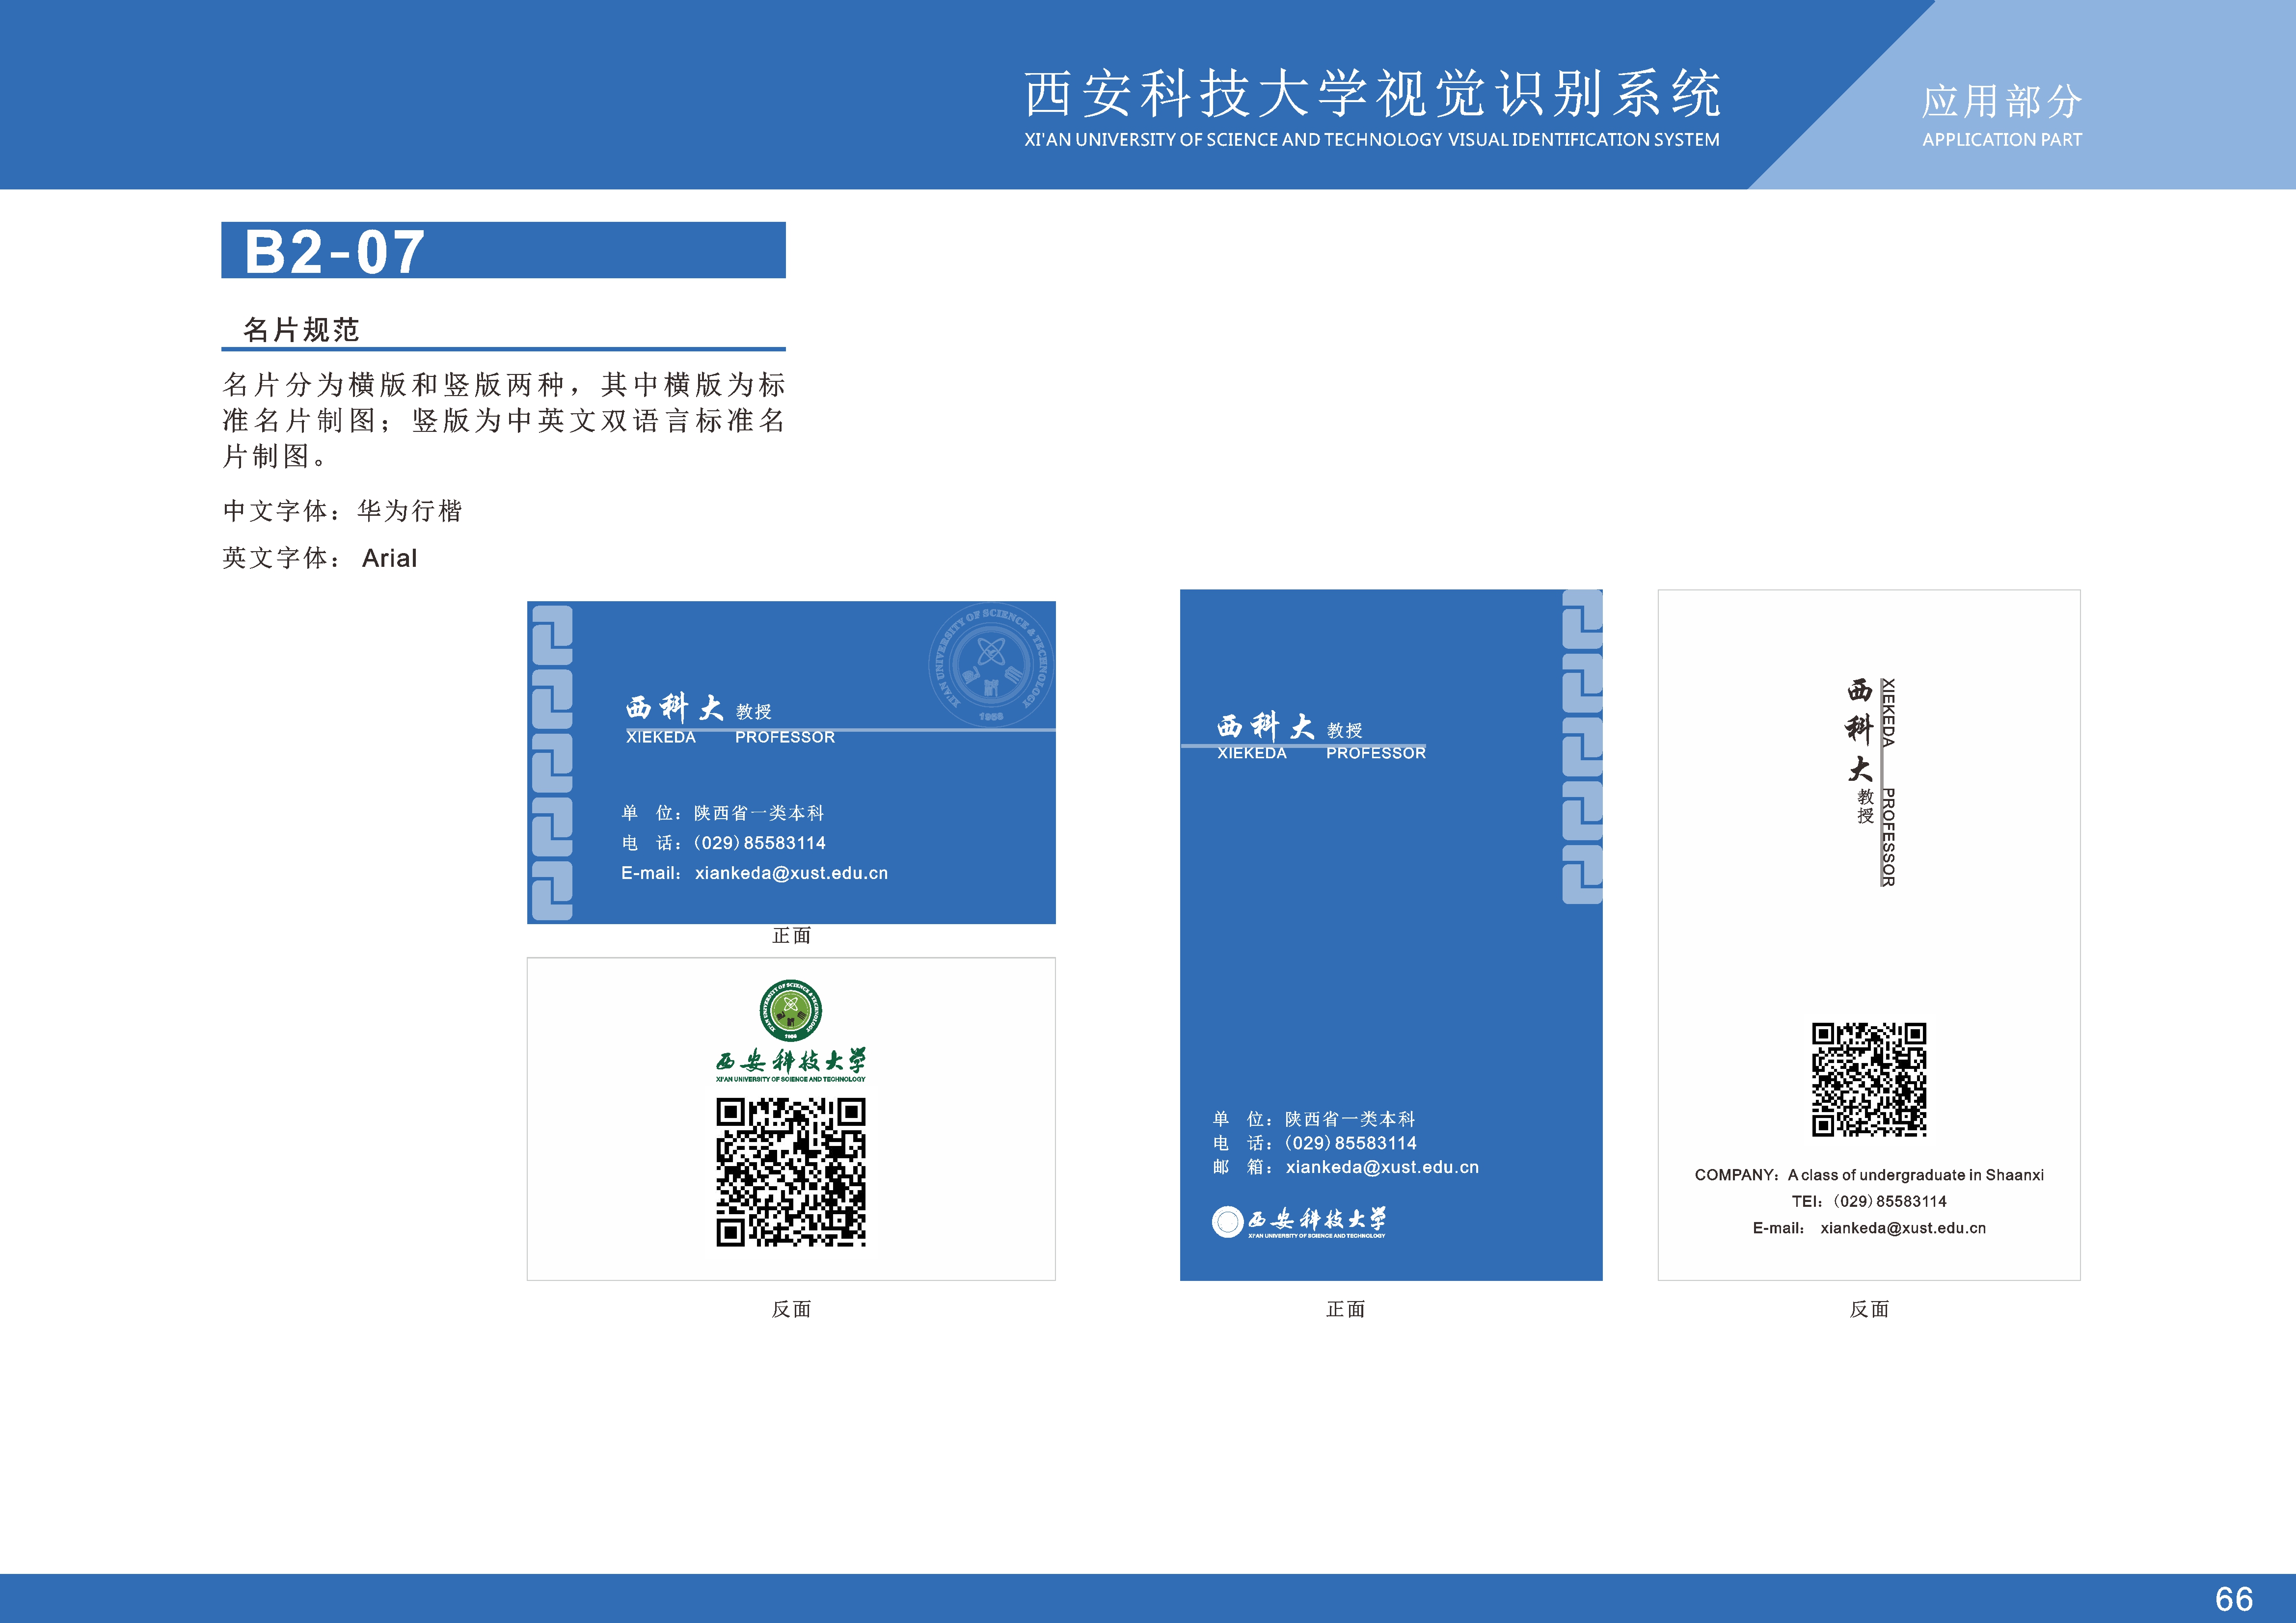 西安科技大学视觉识别系统
XI'AN UNIVERSITY OF SCIENCE AND TECHNOLOGY VISUAL IDENTIFICATION SYSTEM
应用部分
APPLICATION PART
B2-07
名片规范
名片分为横版和竖版两种，其中横版为标
准名片制图；竖版为中英文双语言标准名
片制图。
中文字体：华为行楷
英文字体： Arial
XI'AN UNIVERSITY OF SCIENCE & TECHNOLOGY
1958
西科大 教授
XIEKEDA PROFESSOR
单 位：陕西省一类本科
电 话：（029）85583114
E-mail： xiankeda@xust.edu.cn
正面
XI'AN UNIVERSITY OF SCIENCE & TECHNOLOGY
1958
西安科技大学
XI'AN UNIVERSITY OF SCIENCE AND TECHNOLOGY
反面
西科大 教授
XIEKEDA PROFESSOR
单 位：陕西省一类本科
电 话：（029）85583114
邮 箱： xiankeda@xust.edu.cn
西安科技大学
XI'AN UNIVERSITY OF SCIENCE AND TECHNOLOGY
正面
西科大 教授
XIEKEDA PROFESSOR
COMPANY：A class of undergraduate in Shaanxi
TEl：（029）85583114
E-mail： xiankeda@xust.edu.cn
反面
66